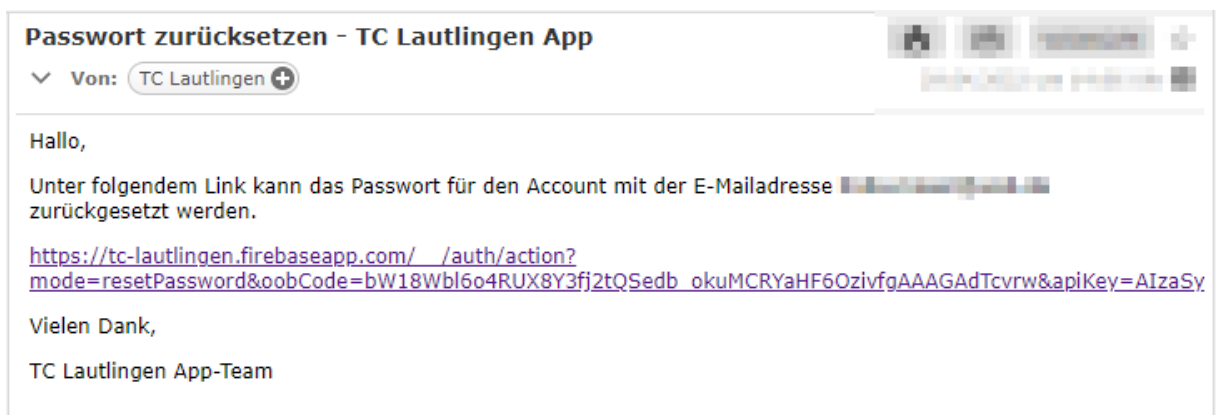 Passwort zurücksetzen - TC Lautlingen App
Von: TC Lautlingen
Hallo,
Unter folgendem Link kann das Passwort für den Account mit der E-Mailadresse
zurückgesetzt werden.
https://tc-lautlingen.firebaseapp.com/__/auth/action?
mode=resetPassword&oobCode=bW18Wbl6o4RUX8Y3fj2tQSedb_okuMCRYaHF6OzivfgAAAGAdTcvrw&apiKey=AIzaSy
Vielen Dank,
TC Lautlingen App-Team